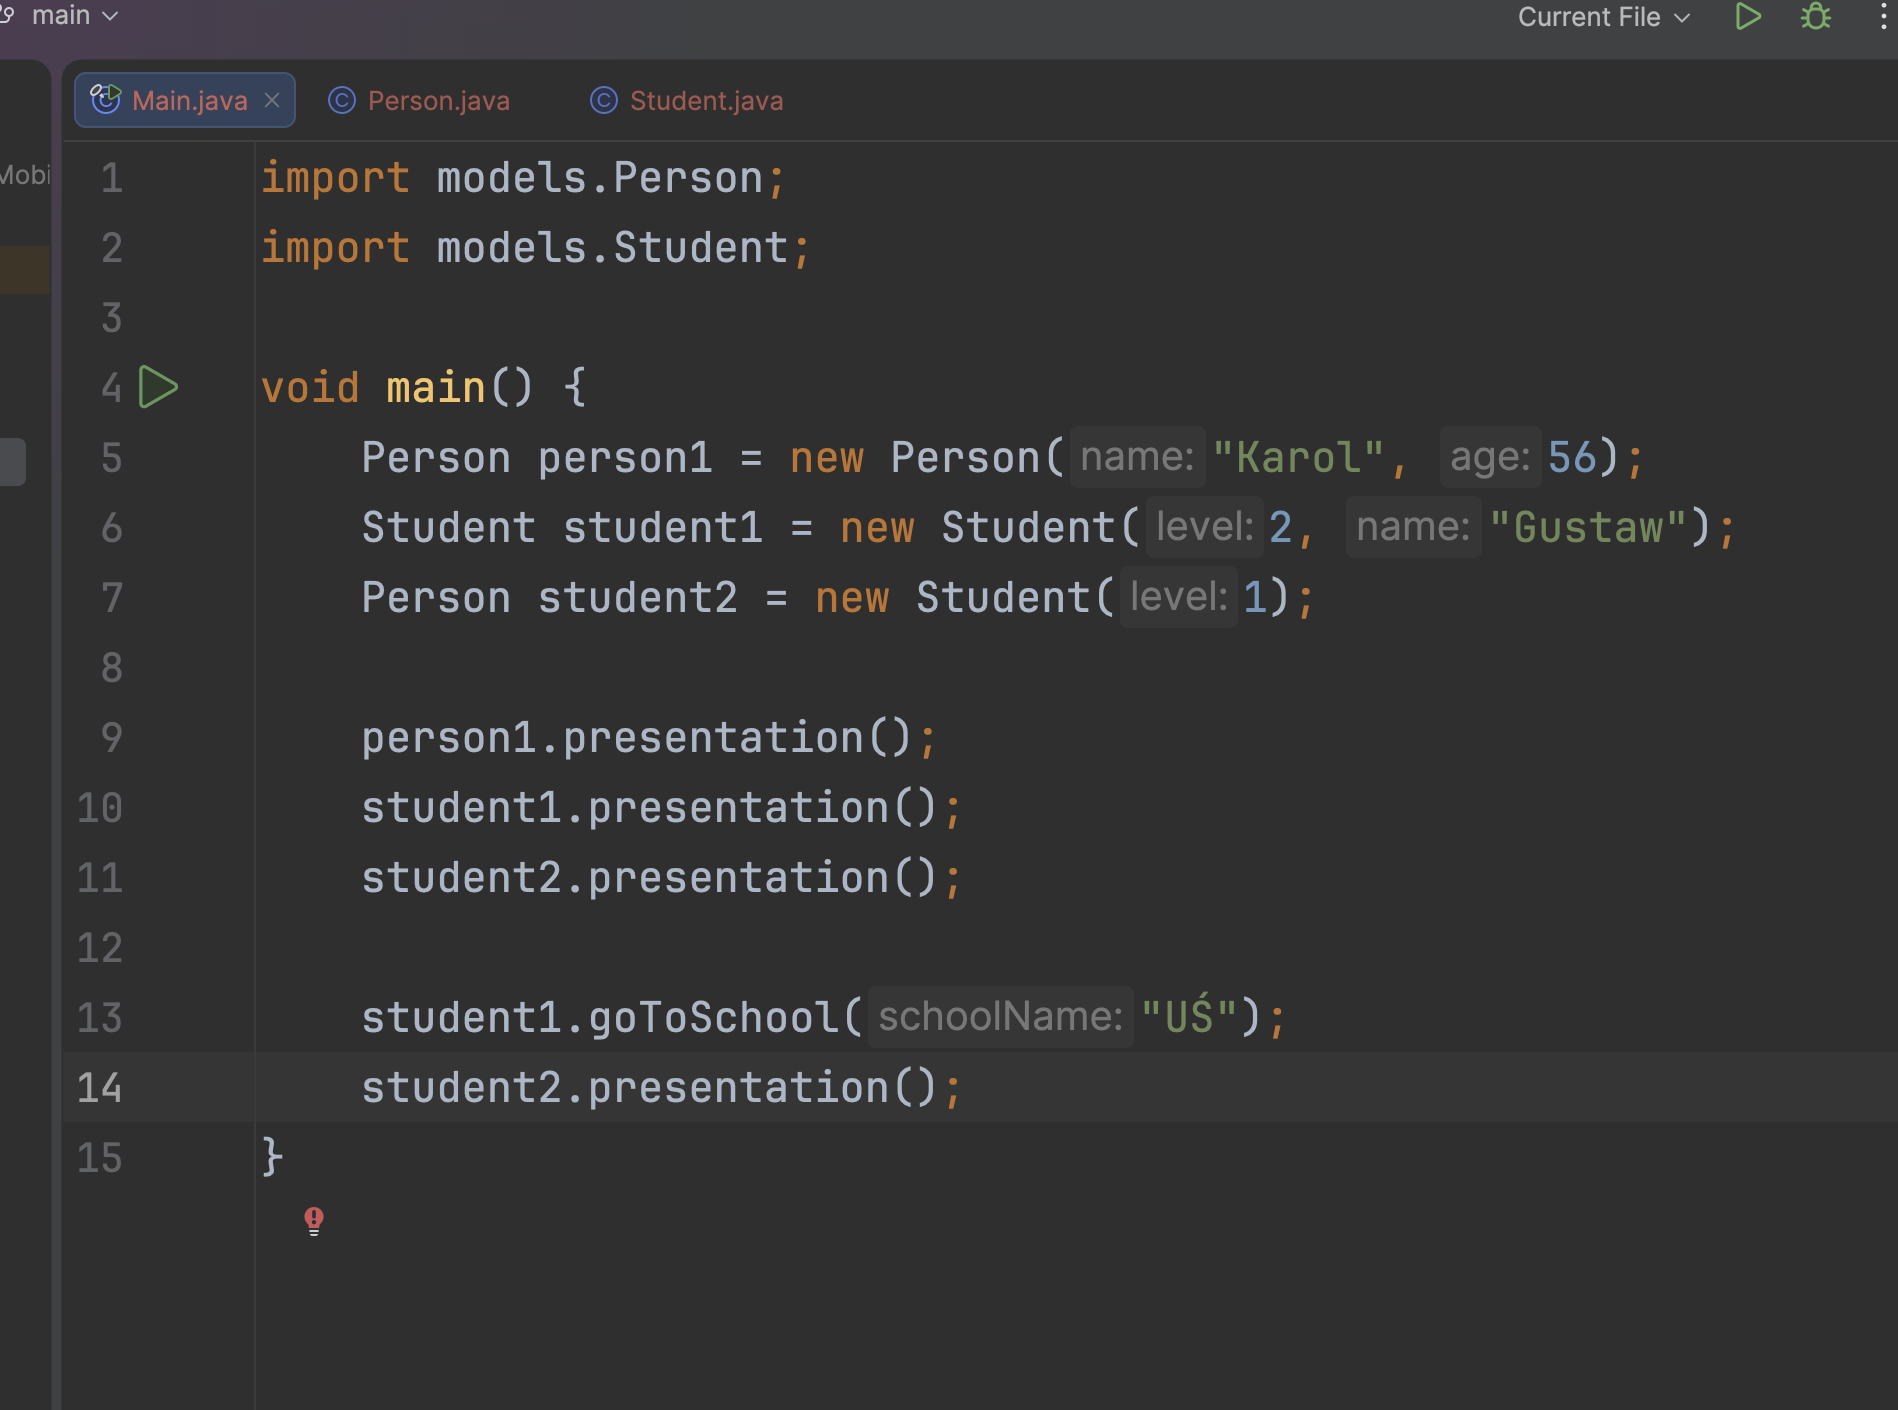 main
Current File
Main.java Person.java Student.java
Mobi
1 import models.Person;
2 import models.Student;
3
4 void main() {
5 Person person1 = new Person( name: "Karol", age: 56);
6 Student student1 = new Student( level: 2, name: "Gustaw");
7 Person student2 = new Student( level: 1);
8
9 person1.presentation();
10 student1.presentation();
11 student2.presentation();
12
13 student1.goToSchool( schoolName: "UŚ");
14 student2.presentation();
15 }